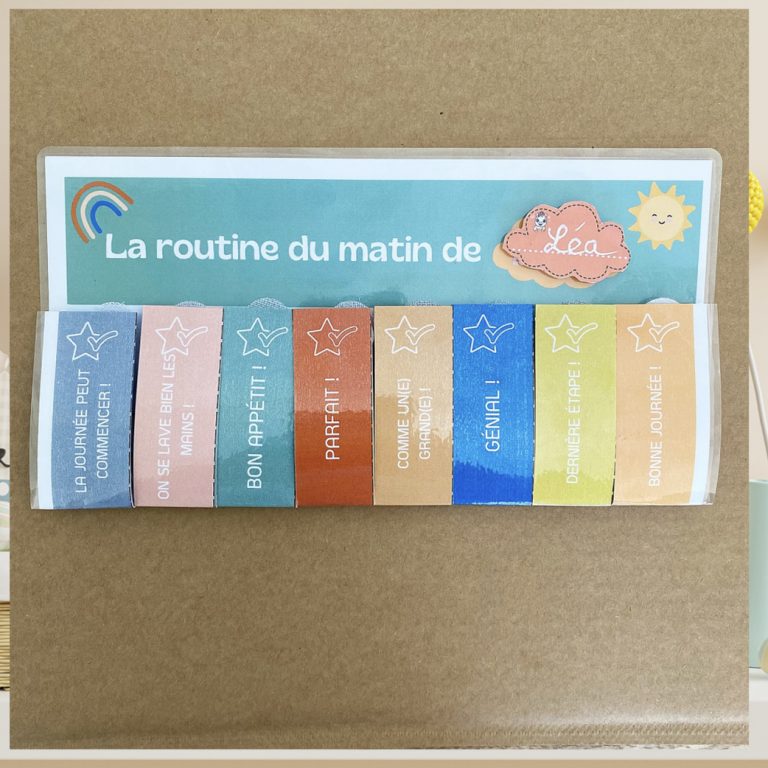 La routine du matin de
Léa
LA JOURNÉE PEUT
COMMENCER !
ON SE LAVE BIEN LES
MAINS !
BON APPÉTIT !
PARFAIT !
COMME UN(E)
GRAND(E) !
GÉNIAL !
DERNIÈRE ÉTAPE !
BONNE JOURNÉE !